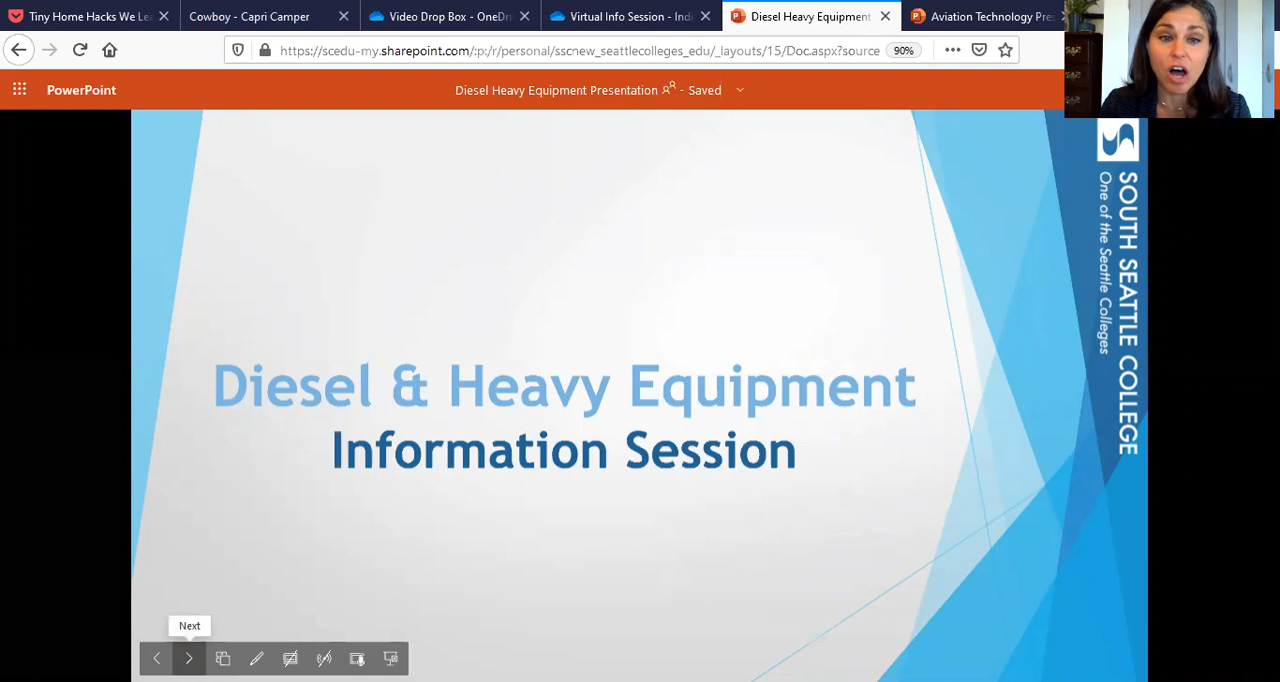 Tiny Home Hacks We Le
Cowboy - Capri Camper
Video Drop Box - OneDri
Virtual Info Session - Indi
Diesel Heavy Equipment
Aviation Technology Pres
https://scedu-my.sharepoint.com/:p:/r/personal/sscnew_seattlecolleges_edu/_layouts/15/Doc.aspx?source
90%
PowerPoint
Diesel Heavy Equipment Presentation - Saved
SOUTH SEATTLE COLLEGE
One of the Seattle Colleges
Diesel & Heavy Equipment
Information Session
Next